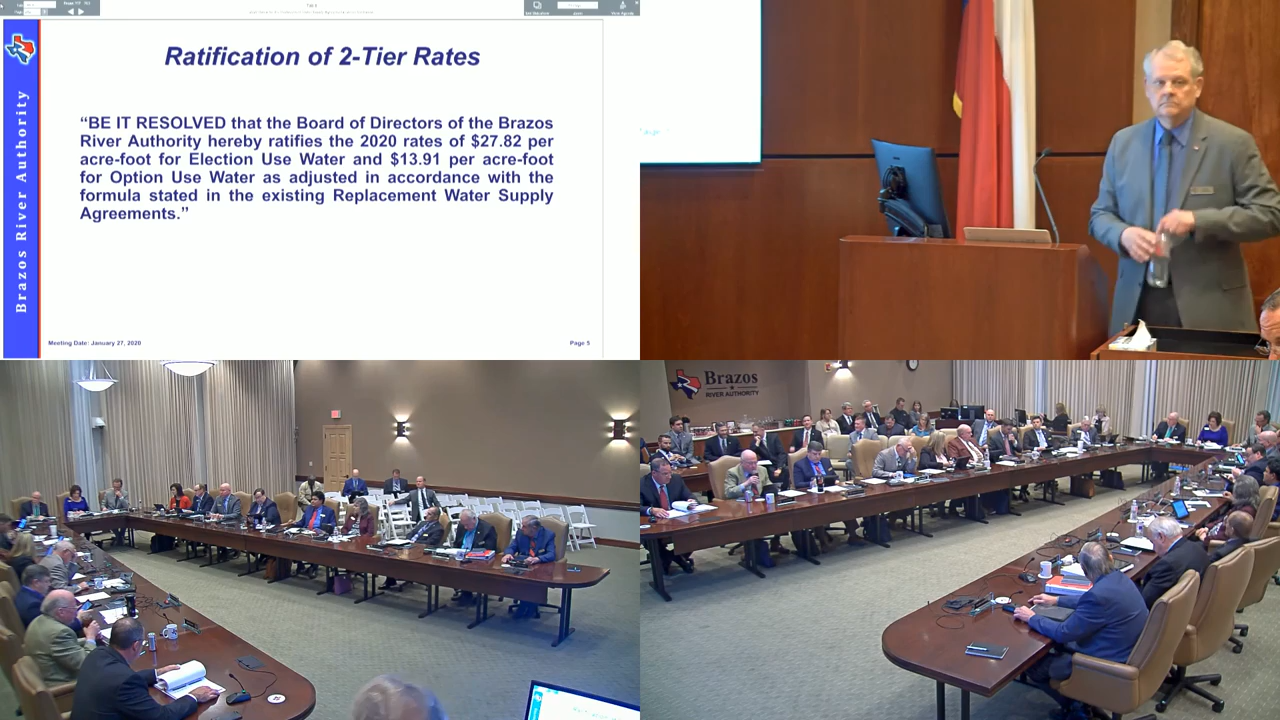 Ratification of 2-Tier Rates
“BE IT RESOLVED that the Board of Directors of the Brazos
River Authority hereby ratifies the 2020 rates of $27.82 per
acre-foot for Election Use Water and $13.91 per acre-foot
for Option Use Water as adjusted in accordance with the
formula stated in the existing Replacement Water Supply
Agreements.”
Brazos River Authority
Meeting Date: January 27, 2020
Page 5
Brazos
RIVER AUTHORITY